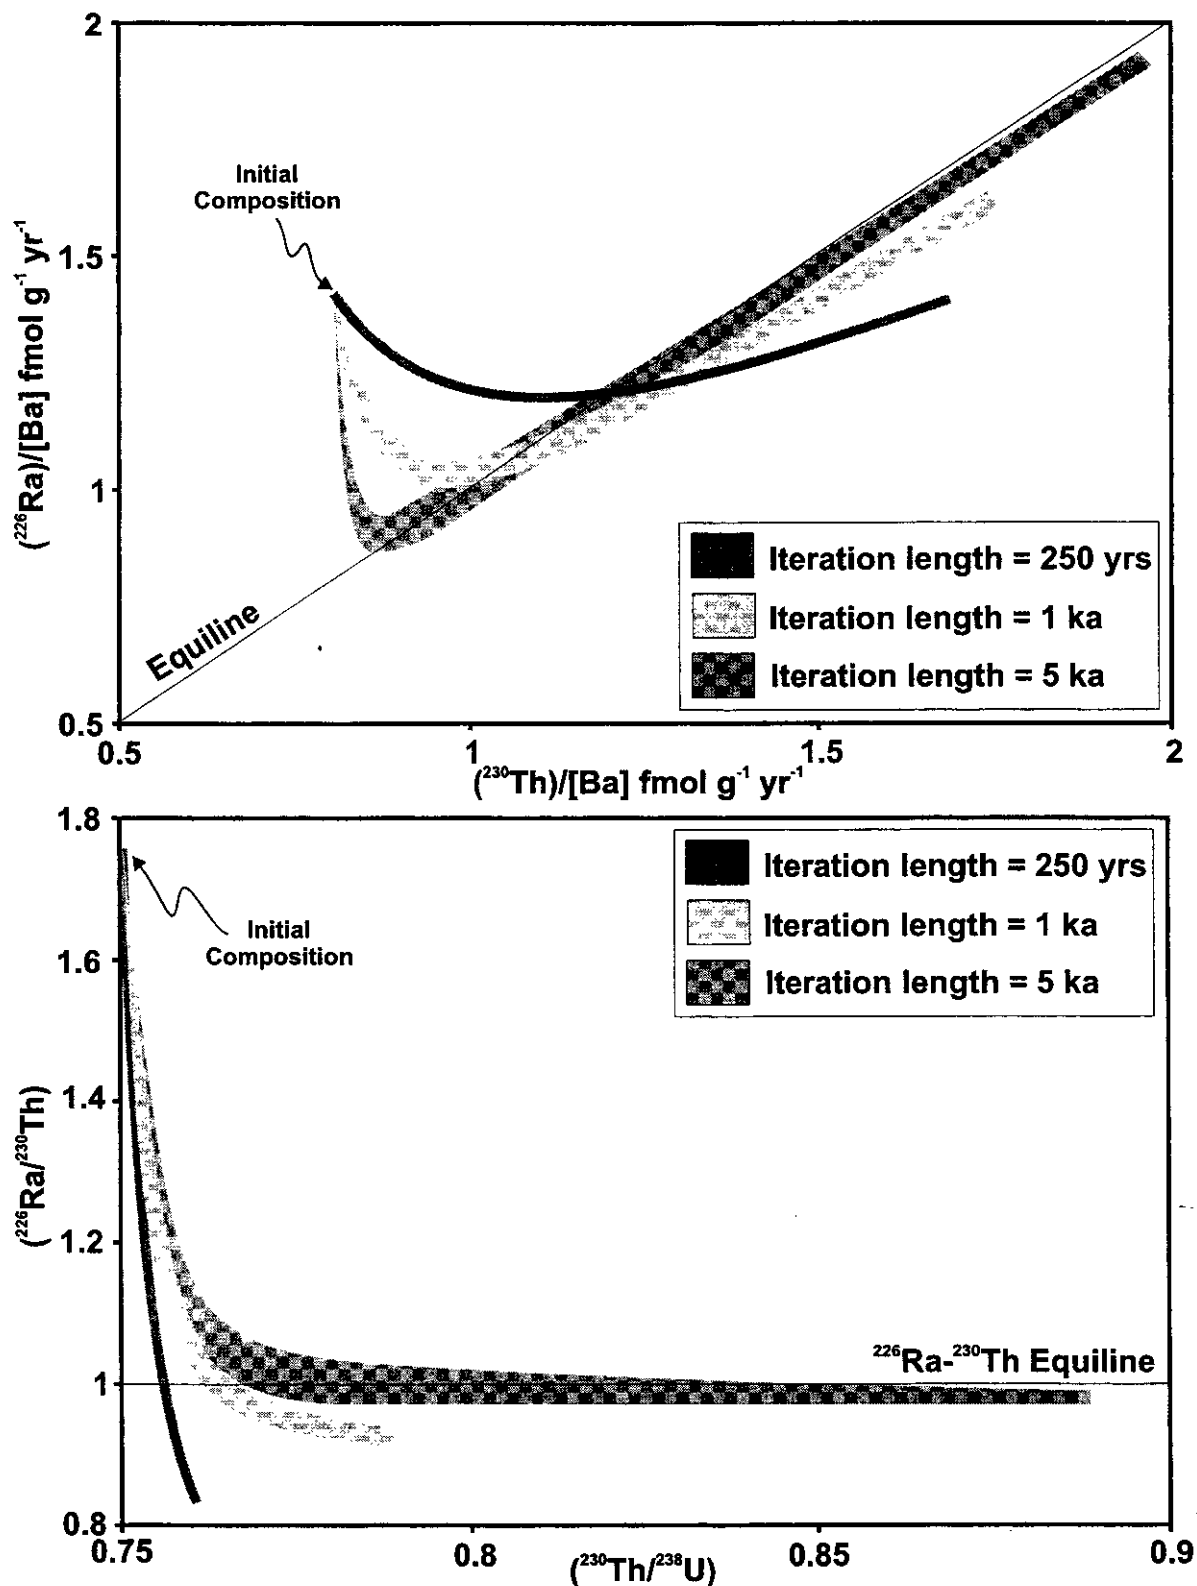 2
Initial
Composition
1.5
(²²⁶Ra)/[Ba] fmol g⁻¹ yr⁻¹
1
Iteration length = 250 yrs
Iteration length = 1 ka
Iteration length = 5 ka
Equiline
0.5
0.5
1
1.5
2
(²³⁰Th)/[Ba] fmol g⁻¹ yr⁻¹
1.8
Iteration length = 250 yrs
Iteration length = 1 ka
Iteration length = 5 ka
Initial
Composition
1.6
1.4
(²²⁶Ra/²³⁰Th)
1.2
²²⁶Ra-²³⁰Th Equiline
1
0.8
0.75
0.8
0.85
0.9
(²³⁰Th/²³⁸U)